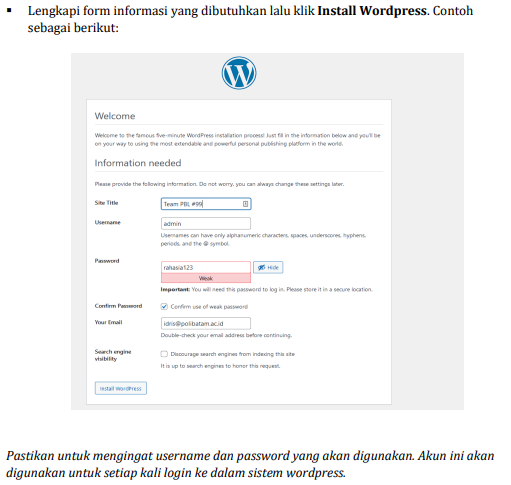 ▪ Lengkapi form informasi yang dibutuhkan lalu klik Install Wordpress. Contoh
sebagai berikut:
Welcome
Welcome to the famous five-minute WordPress installation process! Just fill in the information below and you'll be
on your way to using the most extendable and powerful personal publishing platform in the world.
Information needed
Please provide the following information. Do not worry, you can always change these settings later.
Site Title
Team PBL #99
Username
admin
Usernames can have only alphanumeric characters, spaces, underscores, hyphens,
periods, and the @ symbol.
Password
rahasia123
Hide
Weak
Important: You will need this password to log in. Please store it in a secure location.
Confirm Password
Confirm use of weak password
Your Email
idris@polibatam.ac.id
Double-check your email address before continuing.
Search engine
visibility
Discourage search engines from indexing this site
It is up to search engines to honor this request.
Install WordPress
Pastikan untuk mengingat username dan password yang akan digunakan. Akun ini akan
digunakan untuk setiap kali login ke dalam sistem wordpress.